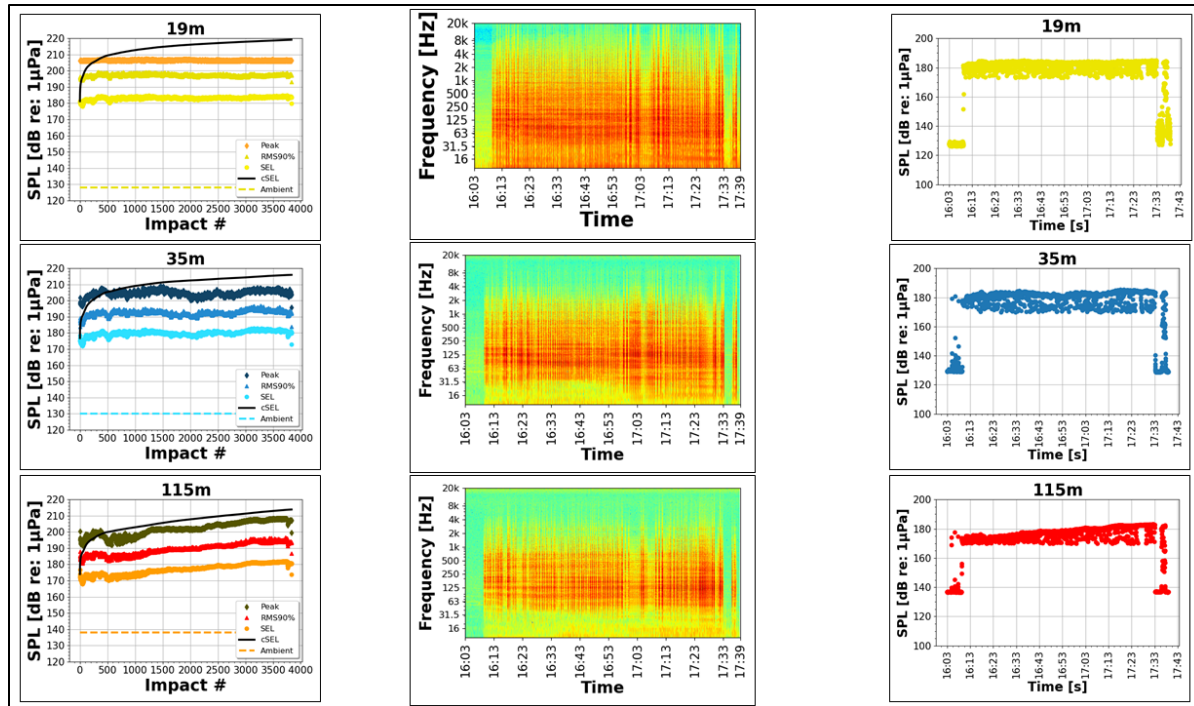 19m
SPL [dB re: 1µPa]
220
210
200
190
180
170
160
150
140
130
120
Peak
RMS90%
SEL
cSEL
Ambient
0 500 1000 1500 2000 2500 3000 3500 4000
Impact #
Frequency [Hz]
20k
8k
4k
2k
1k
500
250
125
63
31.5
16
16:03 16:13 16:23 16:33 16:43 16:53 17:03 17:13 17:23 17:33 17:39
Time
19m
SPL [dB re: 1µPa]
200
180
160
140
120
100
16:03 16:13 16:23 16:33 16:43 16:53 17:03 17:13 17:23 17:33 17:43
Time [s]
35m
SPL [dB re: 1µPa]
220
210
200
190
180
170
160
150
140
130
120
Peak
RMS90%
SEL
cSEL
Ambient
0 500 1000 1500 2000 2500 3000 3500 4000
Impact #
Frequency [Hz]
20k
8k
4k
2k
1k
500
250
125
63
31.5
16
16:03 16:13 16:23 16:33 16:43 16:53 17:03 17:13 17:23 17:33 17:39
Time
35m
SPL [dB re: 1µPa]
200
180
160
140
120
100
16:03 16:13 16:23 16:33 16:43 16:53 17:03 17:13 17:23 17:33 17:43
Time [s]
115m
SPL [dB re: 1µPa]
220
210
200
190
180
170
160
150
140
130
120
Peak
RMS90%
SEL
cSEL
Ambient
0 500 1000 1500 2000 2500 3000 3500 4000
Impact #
Frequency [Hz]
20k
8k
4k
2k
1k
500
250
125
63
31.5
16
16:03 16:13 16:23 16:33 16:43 16:53 17:03 17:13 17:23 17:33 17:39
Time
115m
SPL [dB re: 1µPa]
200
180
160
140
120
100
16:03 16:13 16:23 16:33 16:43 16:53 17:03 17:13 17:23 17:33 17:43
Time [s]